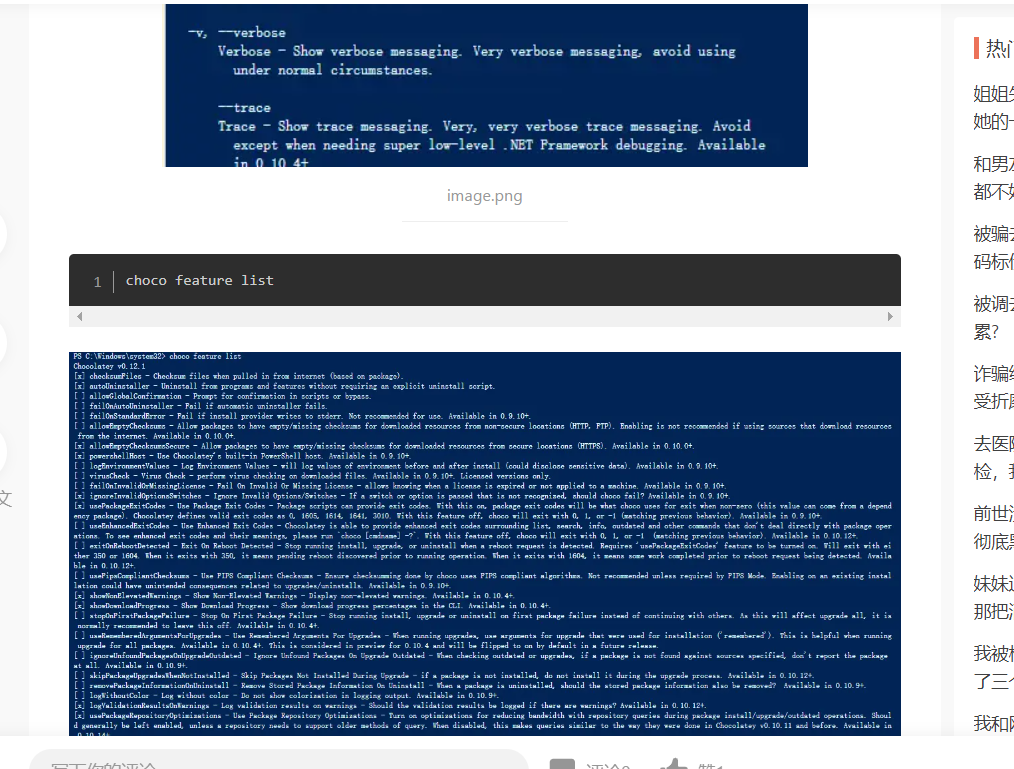 -v, --verbose
Verbose - Show verbose messaging. Very verbose messaging, avoid using
under normal circumstances.
--trace
Trace - Show trace messaging. Very, very verbose trace messaging. Avoid
except when needing super low-level .NET Framework debugging. Available
in 0.10.4+
image.png
1 choco feature list
PS C:\Windows\system32> choco feature list
Chocolatey v0.12.1
[x] checksumFiles - Checksum files when pulled in from internet (based on package).
[x] autoUninstaller - Uninstall from programs and features without requiring an explicit uninstall script.
[ ] allowGlobalConfirmation - Prompt for confirmation in scripts or bypass.
[ ] failOnAutoUninstaller - Fail if automatic uninstaller fails.
[ ] failOnStandardError - Fail if install provider writes to stderr. Not recommended for use. Available in 0.9.10+.
[ ] allowEmptyChecksums - Allow packages to have empty/missing checksums for downloaded resources from non-secure locations (HTTP, FTP). Enabling is not recommended if using sources that download resources
from the internet. Available in 0.10.0+.
[x] allowEmptyChecksumsSecure - Allow packages to have empty/missing checksums for downloaded resources from secure locations (HTTPS). Available in 0.10.0+.
[x] powershellHost - Use Chocolatey's built-in PowerShell host. Available in 0.9.10+.
[ ] logEnvironmentValues - Log Environment Values - will log values of environment before and after install (could disclose sensitive data). Available in 0.9.10+.
[ ] virusCheck - Virus Check - perform virus checking on downloaded files. Available in 0.9.10+. Licensed versions only.
[ ] failOnInvalidOrMissingLicense - Fail On Invalid Or Missing License - allows knowing when a license is expired or not applied to a machine. Available in 0.9.10+.
[x] ignoreInvalidOptionsSwitches - Ignore Invalid Options/Switches - If a switch or option is passed that is not recognized, should choco fail? Available in 0.9.10+.
[x] usePackageExitCodes - Use Package Exit Codes - Package scripts can provide exit codes. With this on, package exit codes will be what choco uses for exit when non-zero (this value can come from a depend
ency package). Chocolatey defines valid exit codes as 0, 1605, 1614, 1641, 3010. With this feature off, choco will exit with 0, 1, or -1 (matching previous behavior). Available in 0.9.10+.
[ ] useEnhancedExitCodes - Use Enhanced Exit Codes - Chocolatey is able to provide enhanced exit codes surrounding list, search, info, outdated and other commands that don't deal directly with package oper
ations. To see enhanced exit codes and their meanings, please run `choco [cmdname] -?`. With this feature off, choco will exit with 0, 1, or -1  (matching previous behavior). Available in 0.10.12+.
[ ] exitOnRebootDetected - Exit On Reboot Detected - Stop running install, upgrade, or uninstall when a reboot request is detected. Requires 'usePackageExitCodes' feature to be turned on. Will exit with ei
ther 350 or 1604. When it exits with 350, it means pending reboot discovered prior to running operation. When it exits with 1604, it means some work completed prior to reboot request being detected. Availa
ble in 0.10.12+.
[ ] useFipsCompliantChecksums - Use FIPS Compliant Checksums - Ensure checksumming done by choco uses FIPS compliant algorithms. Not recommended unless required by FIPS Mode. Enabling on an existing instal
lation could have unintended consequences related to upgrades/uninstalls. Available in 0.9.10+.
[x] showNonElevatedWarnings - Show Non-Elevated Warnings - Display non-elevated warnings. Available in 0.10.4+.
[x] showDownloadProgress - Show Download Progress - Show download progress percentages in the CLI. Available in 0.10.4+.
[ ] stopOnFirstPackageFailure - Stop On First Package Failure - Stop running install, upgrade or uninstall on first package failure instead of continuing with others. As this will affect upgrade all, it is
normally recommended to leave this off. Available in 0.10.4+.
[ ] useRememberedArgumentsForUpgrades - Use Remembered Arguments For Upgrades - When running upgrades, use arguments for upgrade that were used for installation ('remembered'). This is helpful when running
upgrade for all packages. Available in 0.10.4+. This is considered in preview for 0.10.4 and will be flipped to on by default in a future release.
[ ] ignoreUnfoundPackagesOnUpgradeOutdated - Ignore Unfound Packages On Upgrade Outdated - When checking outdated or upgrades, if a package is not found against sources specified, don't report the package
at all. Available in 0.10.9+.
[ ] skipPackageUpgradesWhenNotInstalled - Skip Packages Not Installed During Upgrade - if a package is not installed, do not install it during the upgrade process. Available in 0.10.12+.
[ ] removePackageInformationOnUninstall - Remove Stored Package Information On Uninstall - When a package is uninstalled, should the stored package information also be removed?  Available in 0.10.9+.
[ ] logWithoutColor - Log without color - Do not show colorization in logging output. Available in 0.10.9+.
[x] logValidationResultsOnWarnings - Log validation results on warnings - Should the validation results be logged if there are warnings? Available in 0.10.12+.
[x] usePackageRepositoryOptimizations - Use Package Repository Optimizations - Turn on optimizations for reducing bandwidth with repository queries during package install/upgrade/outdated operations. Shoul
d generally be left enabled, unless a repository needs to support older methods of query. When disabled, this makes queries similar to the way they were done in Chocolatey v0.10.11 and before. Available in
0.10.14+.
文
写下你的评论
评论0
赞1
热门
姐姐
她的
和男友
都不
被骗
码标
被调
累?
诈骗
受折
去医院
检，
前世
彻底
妹妹
那把
我被
了三个
我和